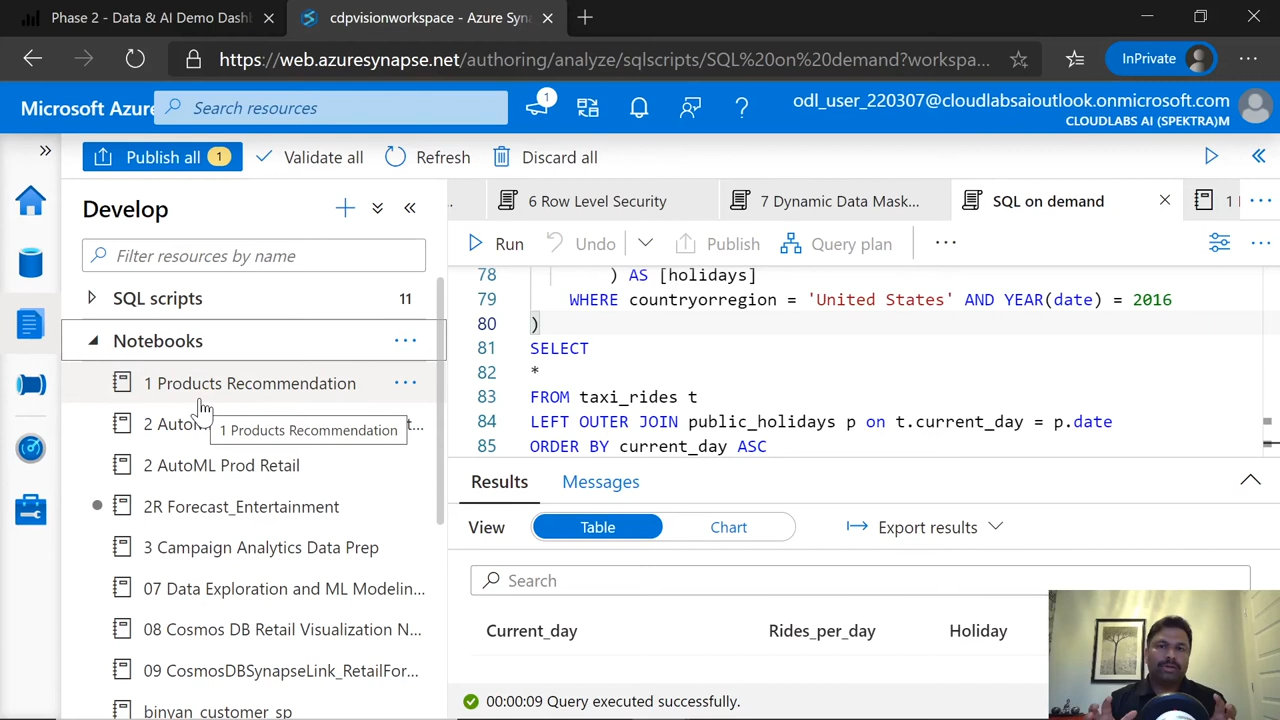 Phase 2 - Data & AI Demo Dash
cdpvisionworkspace - Azure Syn
https://web.azuresynapse.net/authoring/analyze/sqlscripts/SQL%20on%20demand?workspa...
InPrivate
Microsoft Azure
Search resources
1
odl_user_220307@cloudlabsaioutlook.onmicrosoft.com
CLOUDLABS AI (SPEKTRA)M
Publish all 1
Validate all
Refresh
Discard all
Develop
Filter resources by name
SQL scripts 11
Notebooks
1 Products Recommendation
1 Products Recommendation
2 AutoML Prod Retail
2R Forecast_Entertainment
3 Campaign Analytics Data Prep
07 Data Exploration and ML Modelin...
08 Cosmos DB Retail Visualization N...
09 CosmosDBSynapseLink_RetailFor...
binyan_customer_sp
6 Row Level Security
7 Dynamic Data Mask...
SQL on demand
1
Run
Undo
Publish
Query plan
78 ) AS [holidays]
79 WHERE countryorregion = 'United States' AND YEAR(date) = 2016
80 )
81 SELECT
82 *
83 FROM taxi_rides t
84 LEFT OUTER JOIN public_holidays p on t.current_day = p.date
85 ORDER BY current_day ASC
Results
Messages
View
Table
Chart
Export results
Search
Current_day
Rides_per_day
Holiday
00:00:09 Query executed successfully.